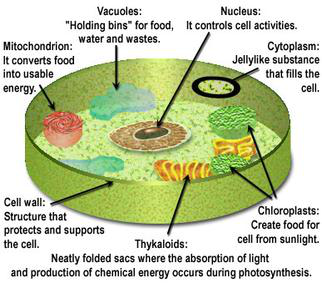 Vacuoles:
"Holding bins" for food,
water and wastes.
Nucleus:
It controls cell activities.
Mitochondrion:
It converts food
into usable
energy.
Cytoplasm:
Jellylike substance
that fills the
cell.
Cell wall:
Structure that
protects and supports
the cell.
Chloroplasts:
Create food for
cell from sunlight.
Thykaloids:
Neatly folded sacs where the absorption of light
and production of chemical energy occurs during photosynthesis.